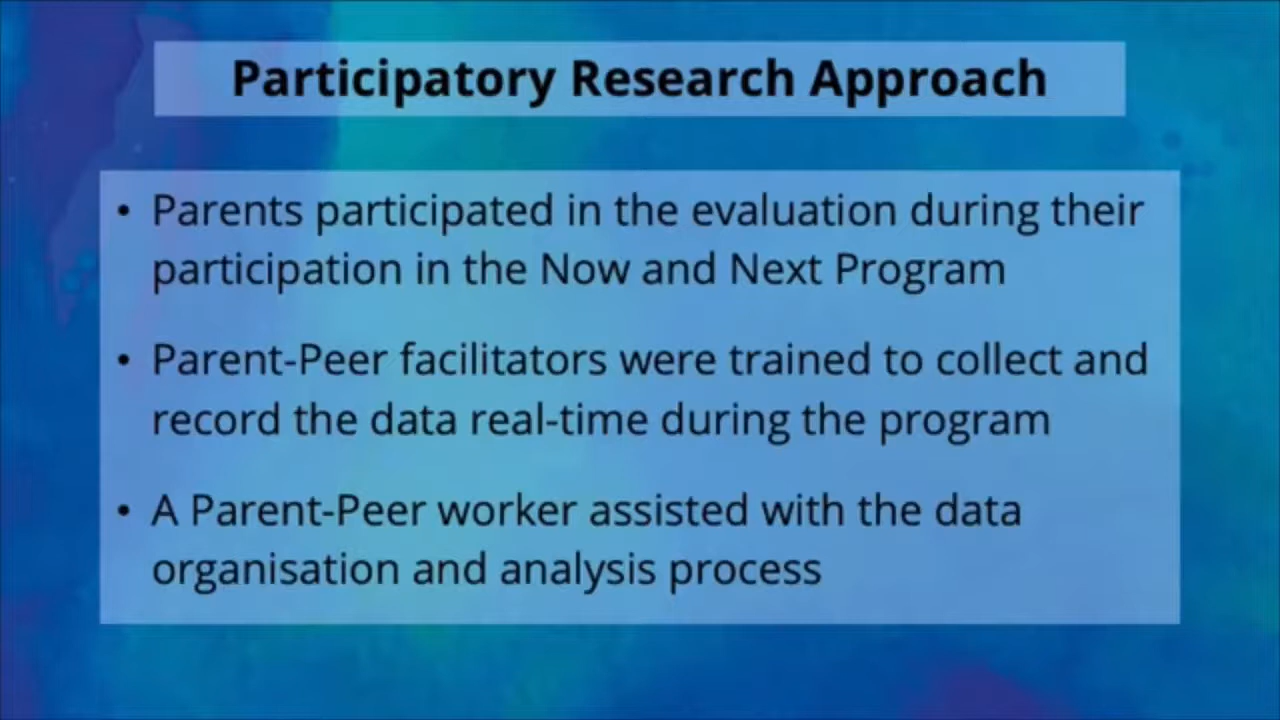 Participatory Research Approach
• Parents participated in the evaluation during their
participation in the Now and Next Program
• Parent-Peer facilitators were trained to collect and
record the data real-time during the program
• A Parent-Peer worker assisted with the data
organisation and analysis process